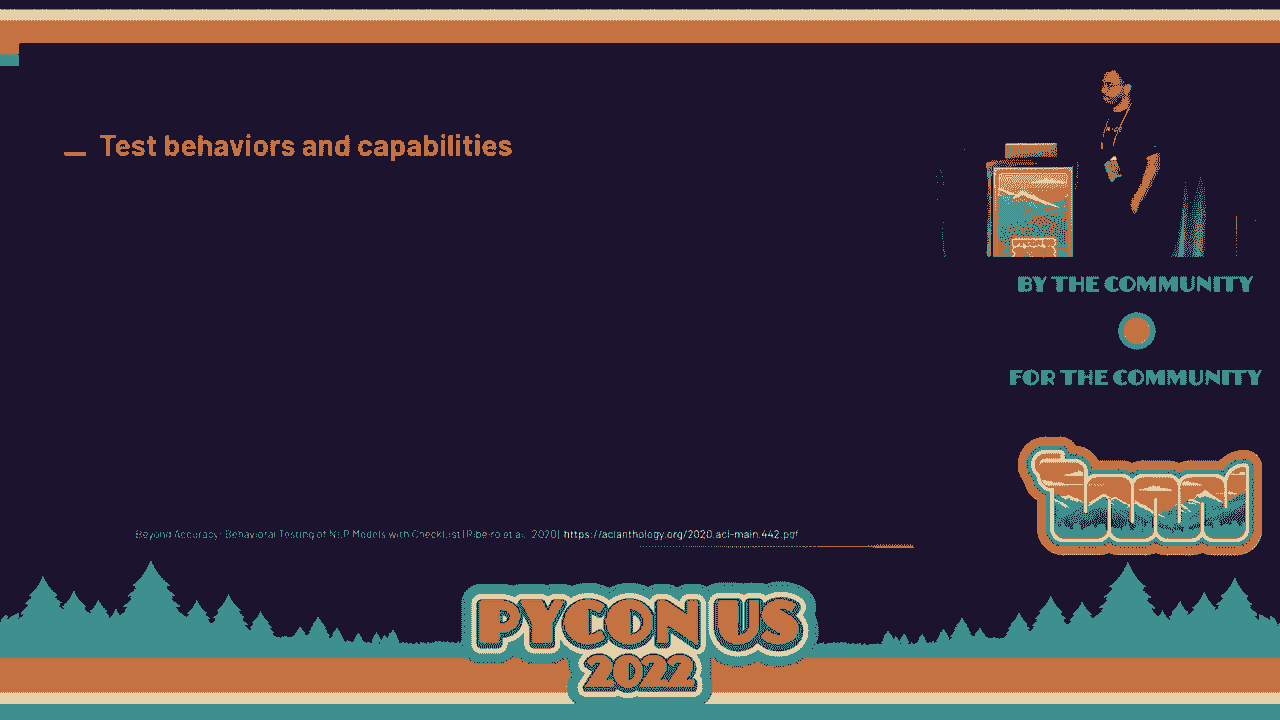 Test behaviors and capabilities
BY THE COMMUNITY
FOR THE COMMUNITY
Beyond Accuracy: Behavioral Testing of NLP Models with CheckList [Ribeiro et al., 2020] https://aclanthology.org/2020.acl-main.442.pdf
PYCON US
2022